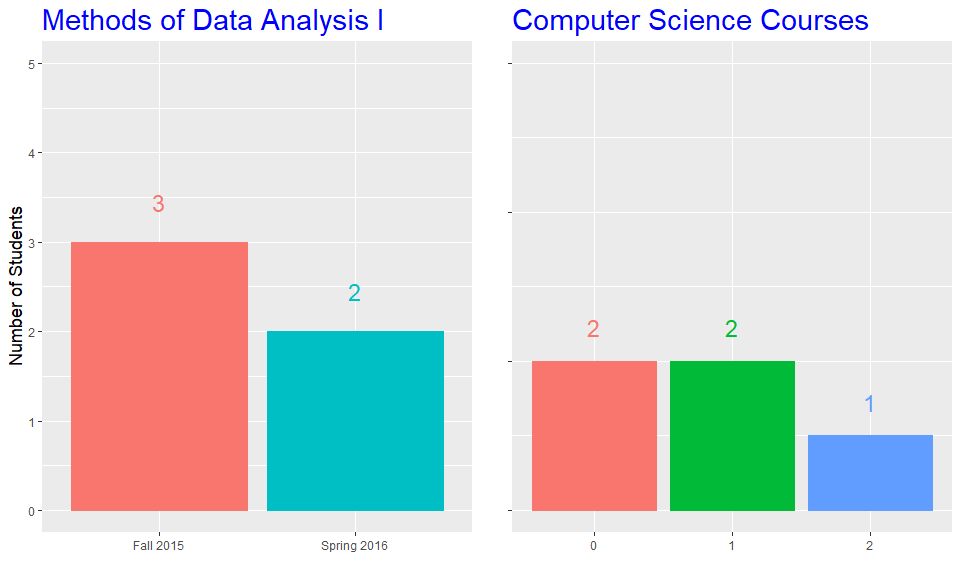 Methods of Data Analysis I
Number of Students
5
4
3
2
1
0
3
2
Fall 2015
Spring 2016
Computer Science Courses
2
2
1
0
1
2